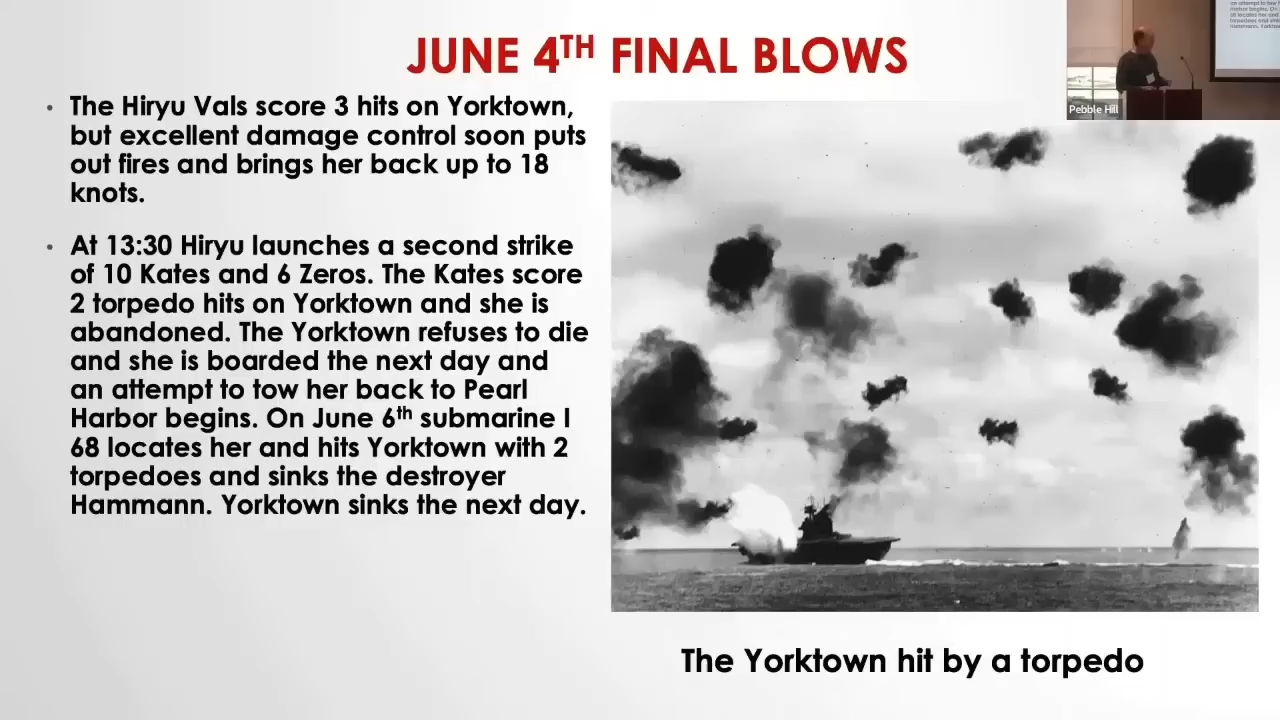 JUNE 4TH FINAL BLOWS
• The Hiryu Vals score 3 hits on Yorktown,
but excellent damage control soon puts
out fires and brings her back up to 18
knots.
• At 13:30 Hiryu launches a second strike
of 10 Kates and 6 Zeros. The Kates score
2 torpedo hits on Yorktown and she is
abandoned. The Yorktown refuses to die
and she is boarded the next day and
an attempt to tow her back to Pearl
Harbor begins. On June 6th submarine I
68 locates her and hits Yorktown with 2
torpedoes and sinks the destroyer
Hammann. Yorktown sinks the next day.
The Yorktown hit by a torpedo
Pebble Hill